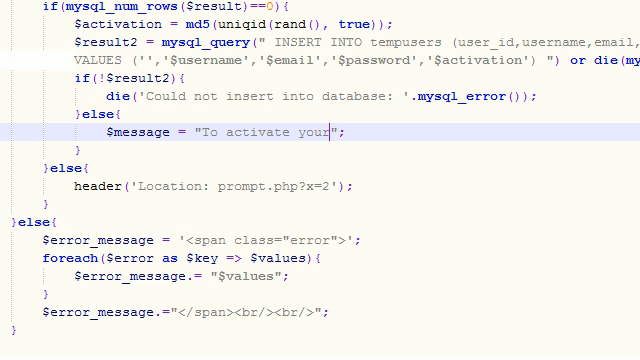 if(mysql_num_rows($result)==0){
$activation = md5(uniqid(rand(), true));
$result2 = mysql_query(" INSERT INTO tempusers (user_id,username,email,
VALUES ('','$username','$email','$password','$activation') ") or die(my
if(!$result2){
die('Could not insert into database: '.mysql_error());
}else{
$message = "To activate your";
}
}else{
header('Location: prompt.php?x=2');
}
}else{
$error_message = '<span class="error">';
foreach($error as $key => $values){
$error_message.= "$values";
}
$error_message.="</span><br/><br/>";
}